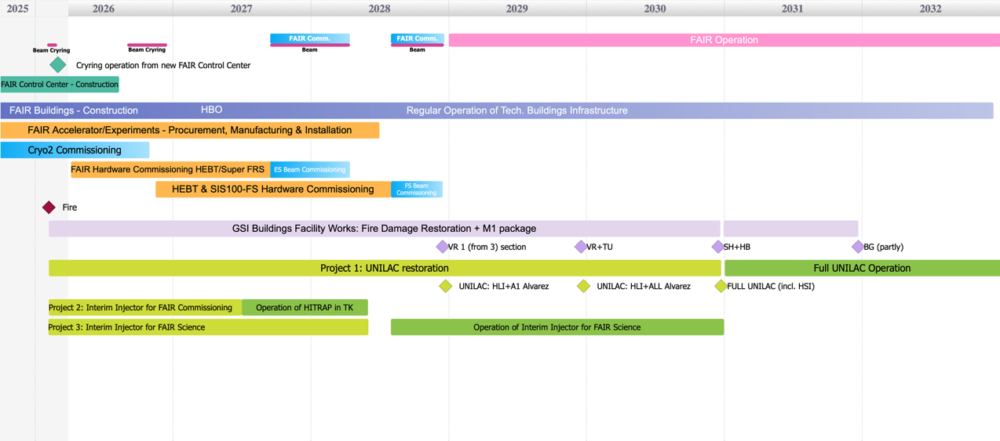 2025 2026 2027 2028 2029 2030 2031 2032
FAIR Comm. FAIR Comm. FAIR Operation
Beam Cryring Beam Cryring Beam Beam
Cryring operation from new FAIR Control Center
FAIR Control Center - Construction
FAIR Buildings - Construction HBO Regular Operation of Tech. Buildings Infrastructure
FAIR Accelerator/Experiments - Procurement, Manufacturing & Installation
Cryo2 Commissioning
FAIR Hardware Commissioning HEBT/Super FRS ES Beam Commissioning
HEBT & SIS100-FS Hardware Commissioning FS Beam
Commissioning
Fire
GSI Buildings Facility Works: Fire Damage Restoration + M1 package
VR 1 (from 3) section VR+TU SH+HB BG (partly)
Project 1: UNILAC restoration Full UNILAC Operation
UNILAC: HLI+A1 Alvarez UNILAC: HLI+ALL Alvarez FULL UNILAC (incl. HSI)
Project 2: Interim Injector for FAIR Commissioning Operation of HITRAP in TK
Project 3: Interim Injector for FAIR Science Operation of Interim Injector for FAIR Science